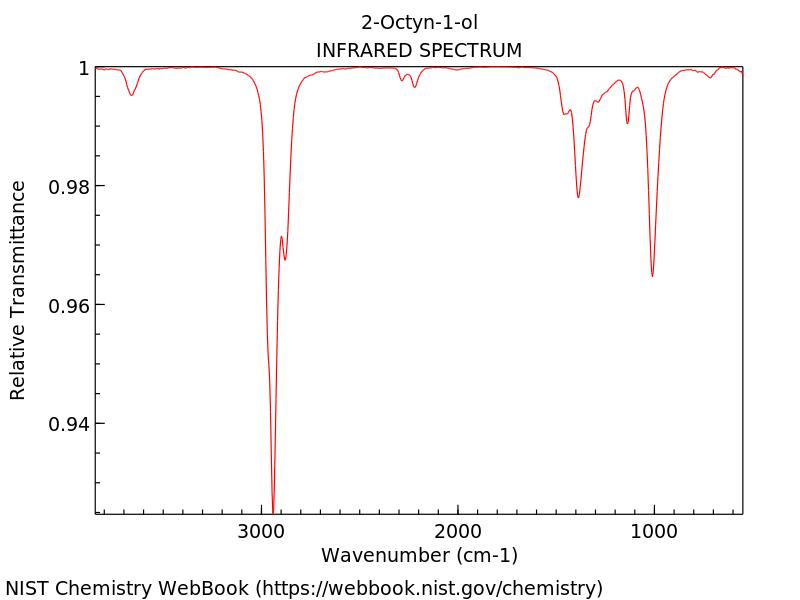 2-Octyn-1-ol
INFRARED SPECTRUM
1
0.98
0.96
0.94
Relative Transmittance
3000 2000 1000
Wavenumber (cm-1)
NIST Chemistry WebBook (https://webbook.nist.gov/chemistry)